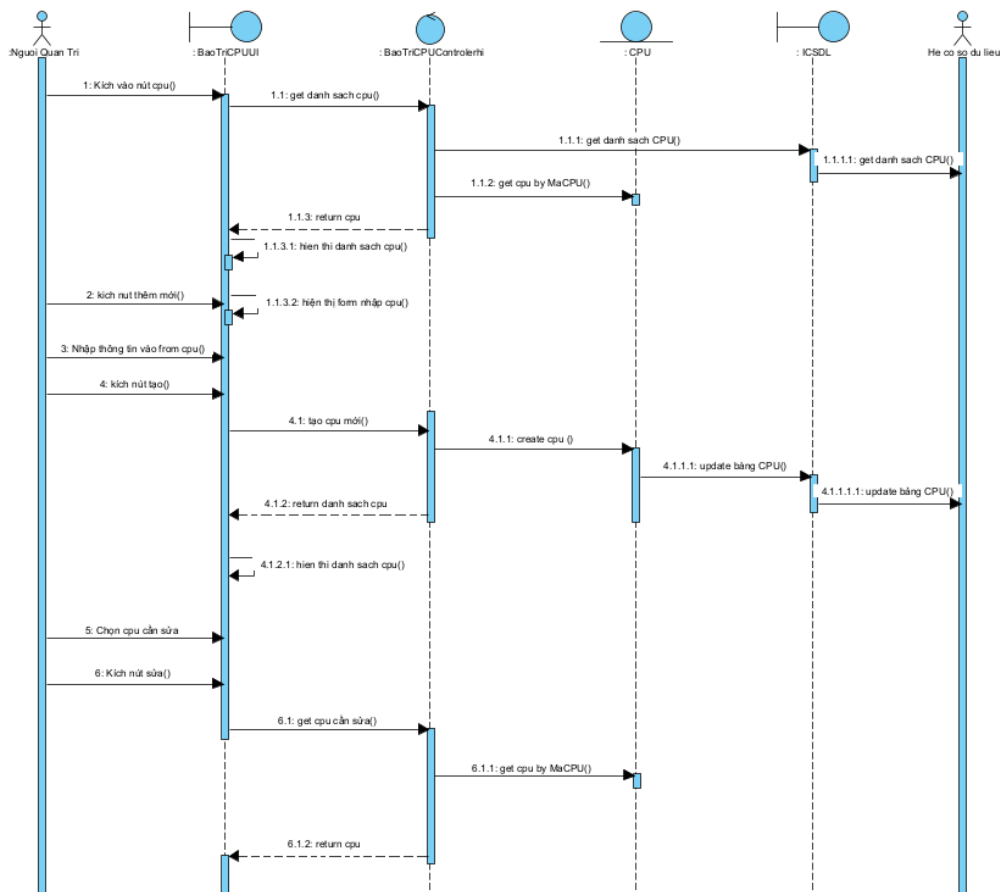 :Nguoi Quan Tri
: BaoTriCPUUI
: BaoTriCPUControlerhi
: CPU
: ICSDL
He co so du lieu
1: Kích vào nút cpu()
1.1: get danh sach cpu()
1.1.1: get danh sach CPU()
1.1.1.1: get danh sach CPU()
1.1.2: get cpu by MaCPU()
1.1.3: return cpu
1.1.3.1: hien thi danh sach cpu()
2: kich nut thêm mới()
1.1.3.2: hiện thị form nhập cpu()
3: Nhập thông tin vào from cpu()
4: kích nút tạo()
4.1: tạo cpu mới()
4.1.1: create cpu ()
4.1.1.1: update bảng CPU()
4.1.1.1.1: update bảng CPU()
4.1.2: return danh sach cpu
4.1.2.1: hien thi danh sach cpu()
5: Chọn cpu cần sửa
6: Kích nút sửa()
6.1: get cpu cần sửa()
6.1.1: get cpu by MaCPU()
6.1.2: return cpu